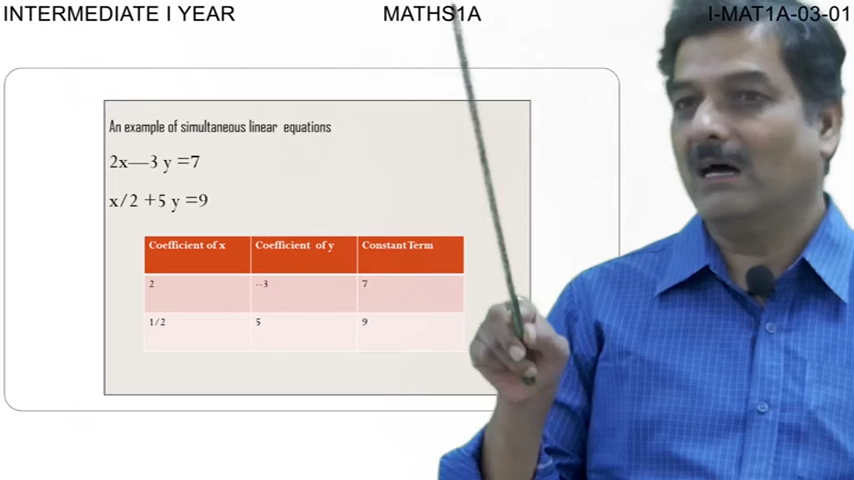 INTERMEDIATE I YEAR MATHS1A I-MAT1A-03-01
An example of simultaneous linear equations
2x—3 y =7
x/2 +5 y =9
Coefficient of x Coefficient of y Constant Term
2 --3 7
1/2 5 9